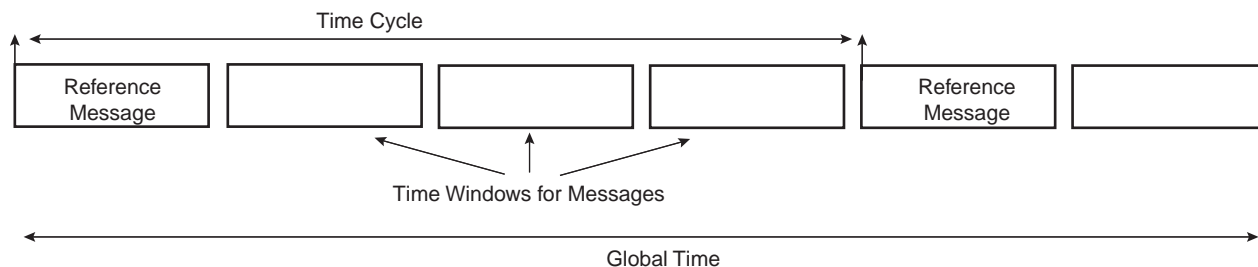 Time Cycle
Reference
Message
Reference
Message
Time Windows for Messages
Global Time